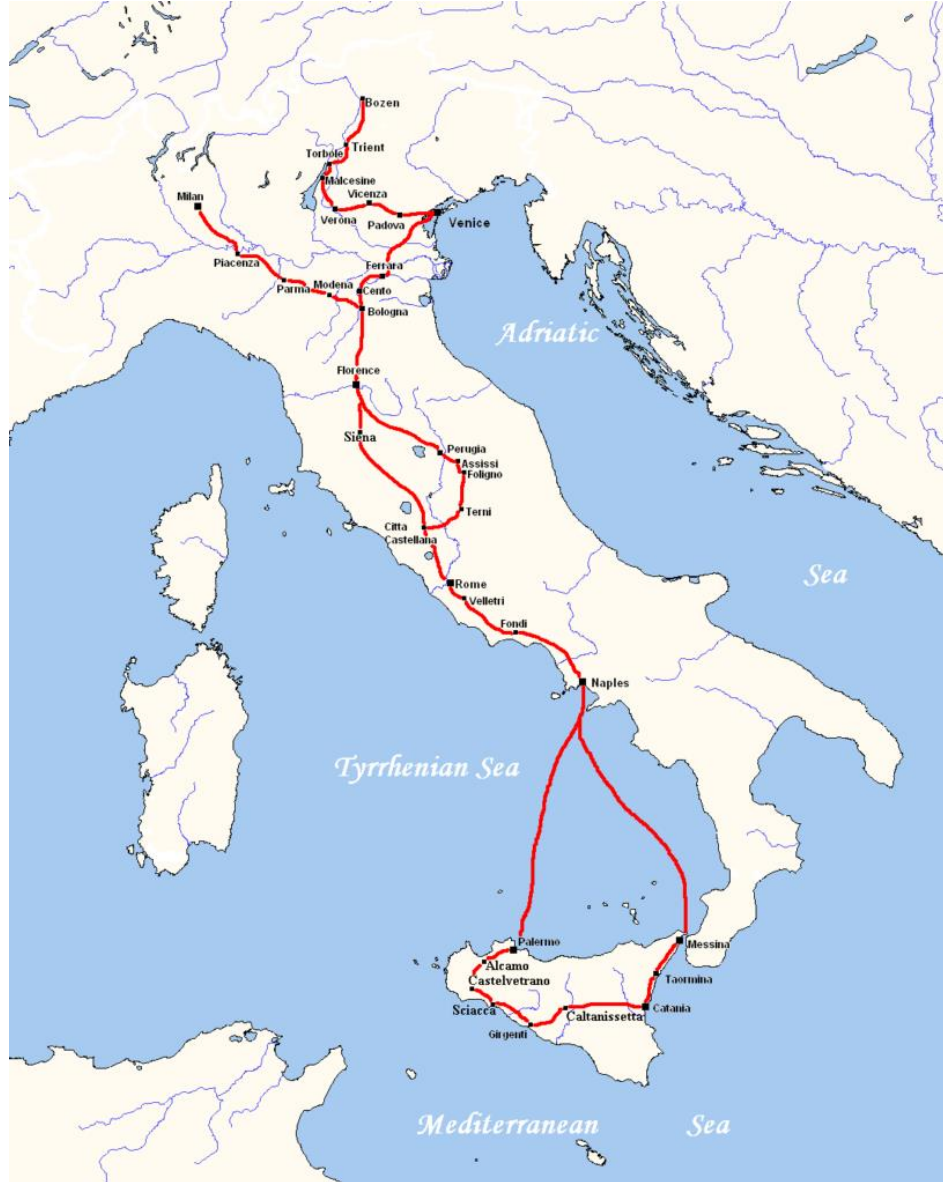 Bozen
Trient
Torbole
Malcesine
Vicenza
Milan
Verona
Padova
Venice
Piacenza
Ferrara
Parma
Modena
Cento
Bologna
Adriatic
Florence
Siena
Perugia
Assissi
Foligno
Terni
Citta
Castellana
Sea
Rome
Velletri
Fondi
Naples
Tyrrhenian Sea
Palermo
Messina
Alcamo
Castelvetrano
Taormina
Sciacca
Caltanissetta
Catania
Girgenti
Mediterranean Sea